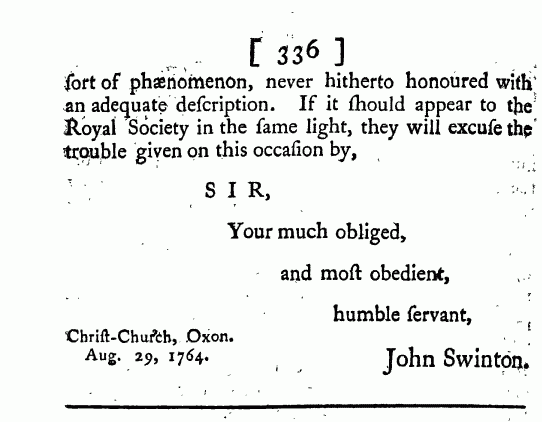 [ 336 ]
ſort of phænomenon, never hitherto honoured with
an adequate deſcription. If it ſhould appear to the
Royal Society in the ſame light, they will excuſe the
trouble given on this occaſion by,
S I R,
Your much obliged,
and moſt obedient,
humble ſervant,
Chriſt-Church, Oxon.
Aug. 29, 1764.
John Swinton.